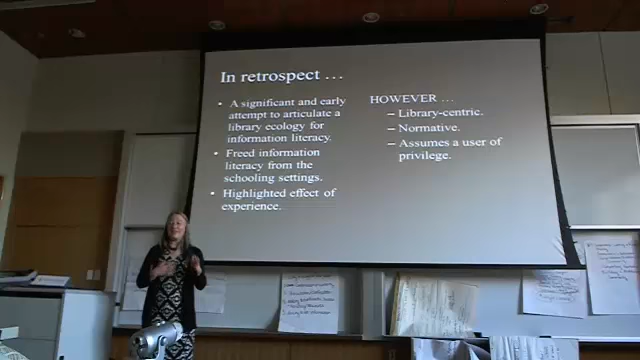 In retrospect …
• A significant and early
attempt to articulate a
library ecology for
information literacy.
• Freed information
literacy from the
schooling settings.
• Highlighted effect of
experience.
HOWEVER …
– Library-centric.
– Normative.
– Assumes a user of
privilege.